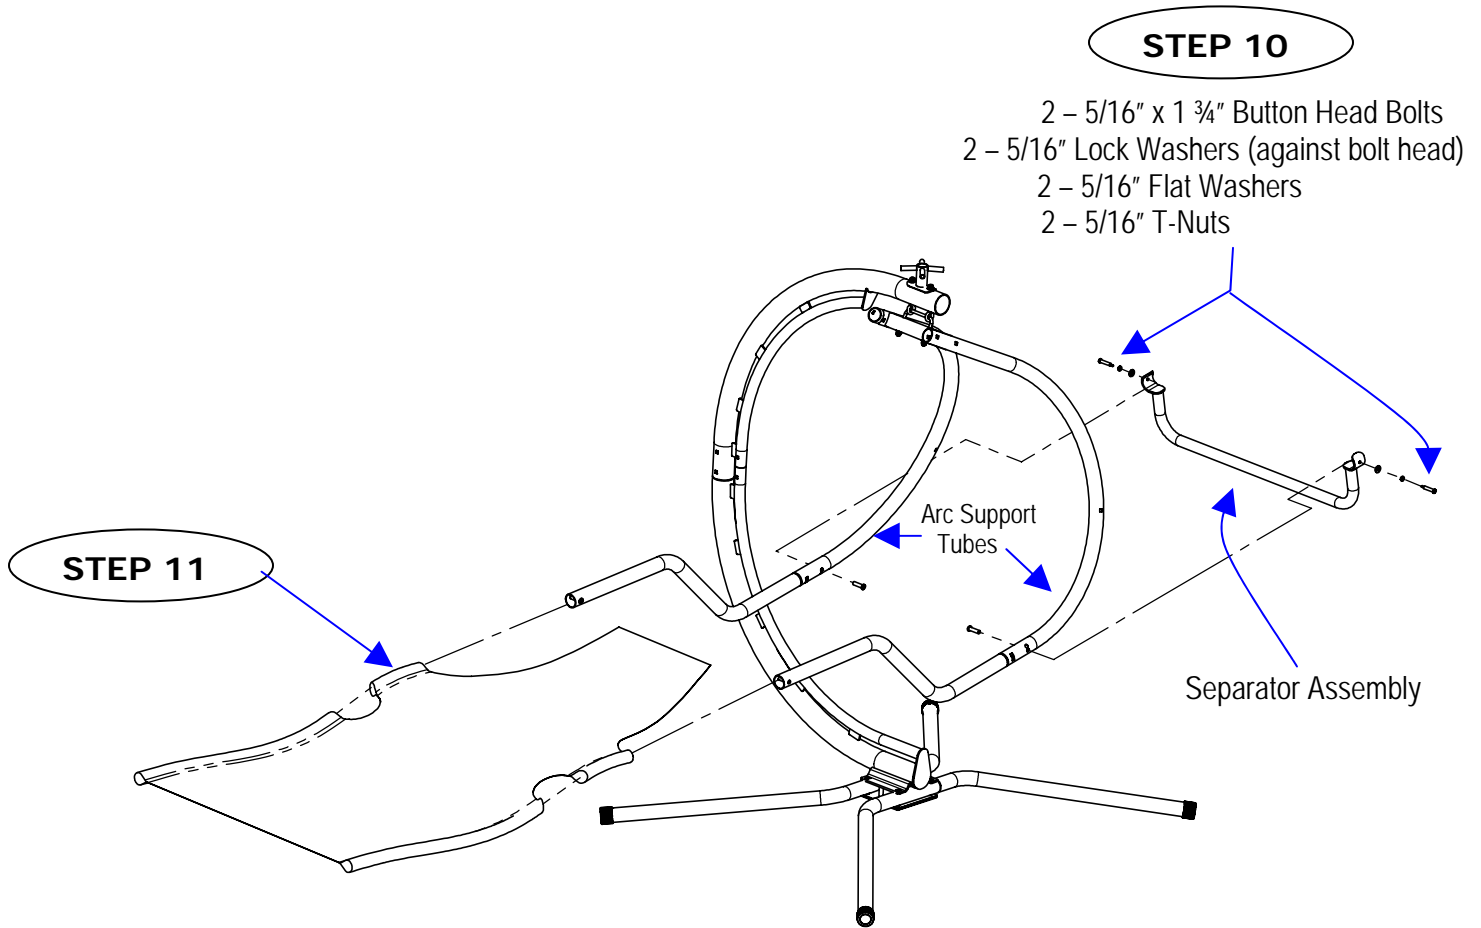 STEP 10
2 – 5/16" x 1 ¾" Button Head Bolts
2 – 5/16" Lock Washers (against bolt head)
2 – 5/16" Flat Washers
2 – 5/16" T-Nuts
Arc Support
Tubes
STEP 11
Separator Assembly